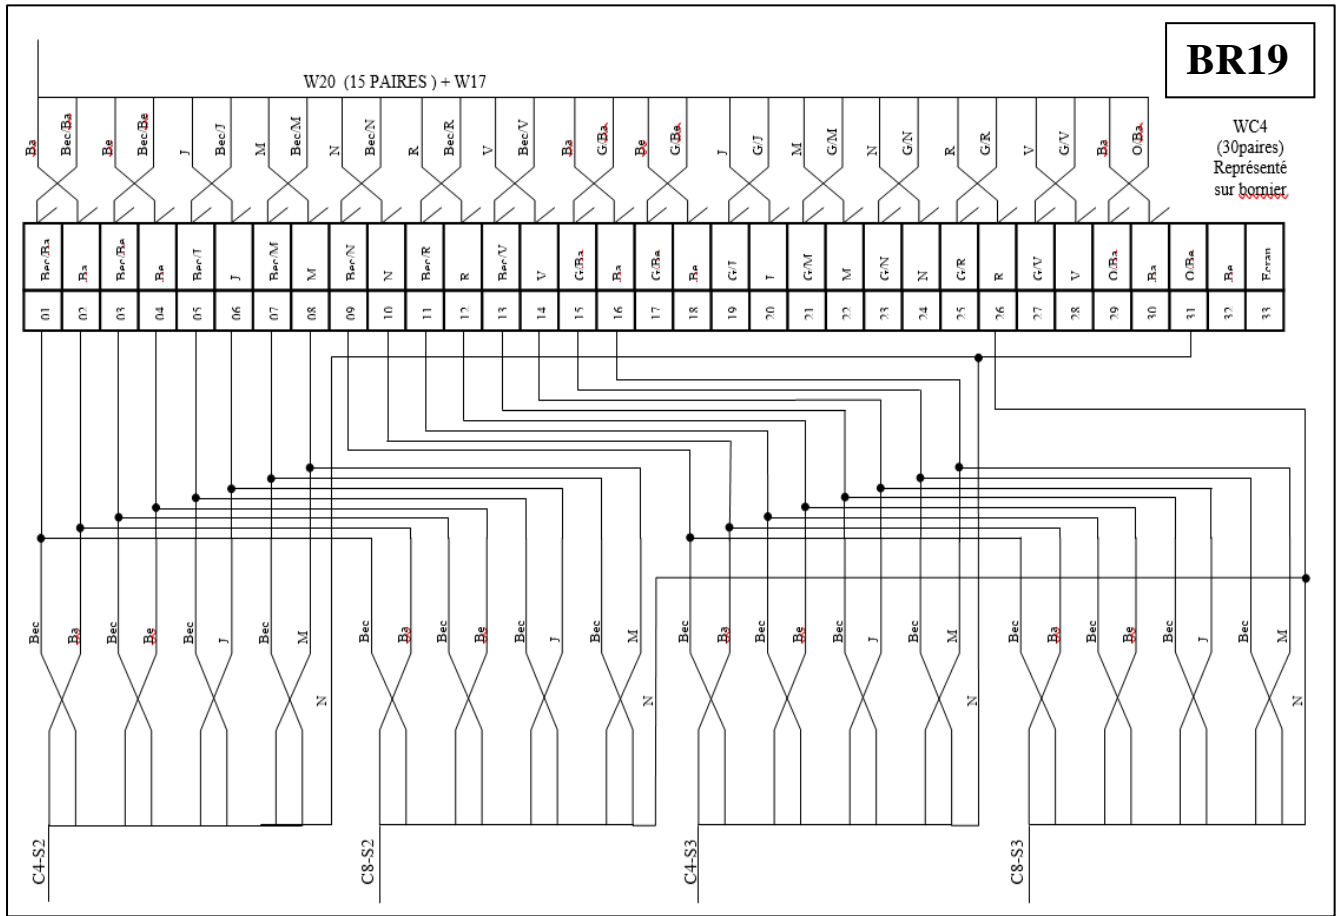 BR19
W20 (15 PAIRES ) + W17
WC4
(30paires)
Représenté
sur bornier
Ba Bec/Ba Be Bec/Be J Bec/J M Bec/M N Bec/N R Bec/R V Bec/V Ba G/Ba Be G/Be J G/J M G/M N G/N R G/R V G/V Ba O/Ba
Bec/Ba Ba Bec/Be Be Bec/J J Bec/M M Bec/N N Bec/R R Bec/V V G/Ba Ba G/Be Be G/J J G/M M G/N N G/R R G/V V O/Ba Ba O/Be Be Ecran
01 02 03 04 05 06 07 08 09 10 11 12 13 14 15 16 17 18 19 20 21 22 23 24 25 26 27 28 29 30 31 32 33
Bec Ba Bec Be Bec J Bec M Bec Ba Bec Be Bec J Bec M Bec Ba Bec Be Bec J Bec M Bec Ba Bec Be Bec J Bec M
N N N N
C4-S2 C8-S2 C4-S3 C8-S3